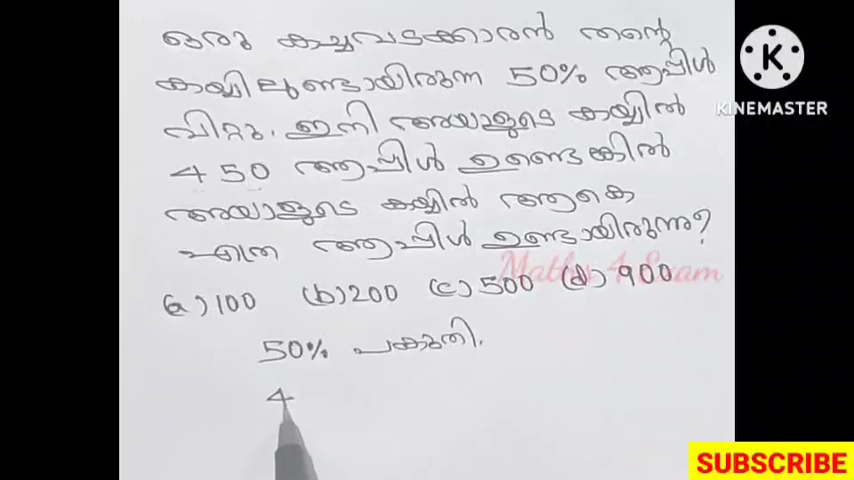 ഒരു കച്ചവടക്കാരൻ തന്റെ
കയ്യിലുണ്ടായിരുന്ന 50% ആപ്പിൾ
വിറ്റു. ഇനി അയാളുടെ കയ്യിൽ
450 ആപ്പിൾ ഉണ്ടെങ്കിൽ
അയാളുടെ കയ്യിൽ ആകെ
എത്ര ആപ്പിൾ ഉണ്ടായിരുന്നു?
a) 100 (b) 200 (c) 500 (d) 900
50% പകുതി.
4
KINEMASTER
Maths 4 Exam
SUBSCRIBE